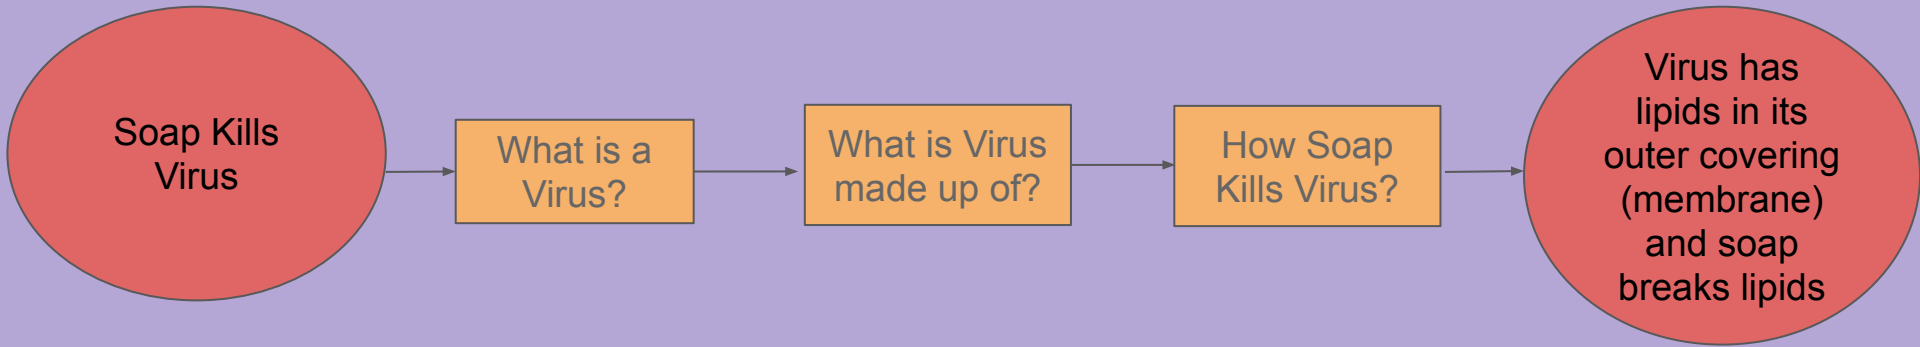 Soap Kills
Virus
What is a
Virus?
What is Virus
made up of?
How Soap
Kills Virus?
Virus has
lipids in its
outer covering
(membrane)
and soap
breaks lipids